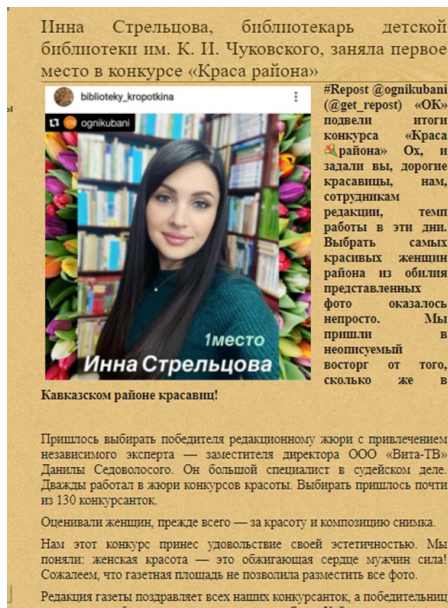 Инна Стрельцова, библиотекарь детской
библиотеки им. К. И. Чуковского, заняла первое
место в конкурсе «Краса района»
biblioteky_kropotkina
ognikubani
1место
Инна Стрельцова
#Repost @ognikubani
(@get_repost) «ОК»
подвели итоги
конкурса «Краса
района» Ох, и
задали вы, дорогие
красавицы, нам,
сотрудникам
редакции, темп
работы в эти дни.
Выбрать самых
красивых женщин
района из обилия
представленных
фото оказалось
непросто. Мы
пришли в
неописуемый
восторг от того,
сколько же в
Кавказском районе красавиц!
Пришлось выбирать победителя редакционному жюри с привлечением
независимого эксперта — заместителя директора ООО «Вита-ТВ»
Данилы Седоволосого. Он большой специалист в судейском деле.
Дважды работал в жюри конкурсов красоты. Выбирать пришлось почти
из 130 конкурсанток.
Оценивали женщин, прежде всего — за красоту и композицию снимка.
Нам этот конкурс принес удовольствие своей эстетичностью. Мы
поняли: женская красота — это обжигающая сердце мужчин сила!
Сожалеем, что газетная площадь не позволила разместить все фото.
Редакция газеты поздравляет всех наших конкурсанток, а победительниц